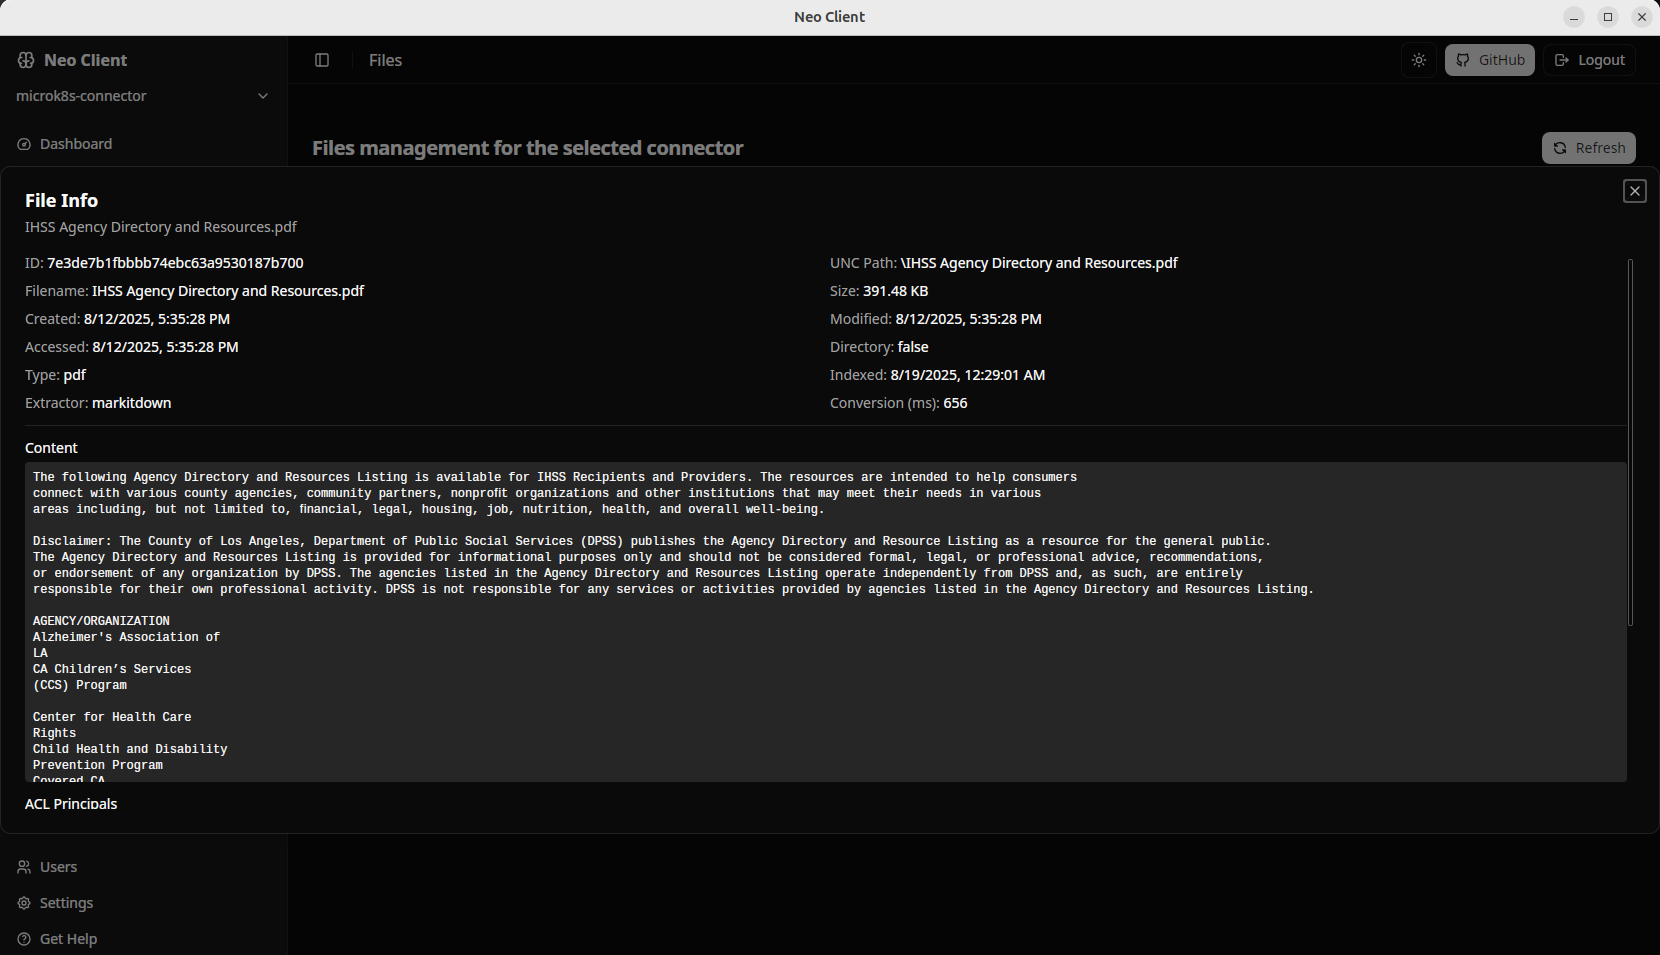 Neo Client
Neo Client
Files
GitHub
Logout
microk8s-connector
Dashboard
Files management for the selected connector
Refresh
File Info
IHSS Agency Directory and Resources.pdf
ID: 7e3de7b1fbbbb74ebc63a9530187b700
UNC Path: \IHSS Agency Directory and Resources.pdf
Filename: IHSS Agency Directory and Resources.pdf
Size: 391.48 KB
Created: 8/12/2025, 5:35:28 PM
Modified: 8/12/2025, 5:35:28 PM
Accessed: 8/12/2025, 5:35:28 PM
Directory: false
Type: pdf
Indexed: 8/19/2025, 12:29:01 AM
Extractor: markitdown
Conversion (ms): 656
Content
The following Agency Directory and Resources Listing is available for IHSS Recipients and Providers. The resources are intended to help consumers
connect with various county agencies, community partners, nonprofit organizations and other institutions that may meet their needs in various
areas including, but not limited to, financial, legal, housing, job, nutrition, health, and overall well-being.
Disclaimer: The County of Los Angeles, Department of Public Social Services (DPSS) publishes the Agency Directory and Resource Listing as a resource for the general public.
The Agency Directory and Resources Listing is provided for informational purposes only and should not be considered formal, legal, or professional advice, recommendations,
or endorsement of any organization by DPSS. The agencies listed in the Agency Directory and Resources Listing operate independently from DPSS and, as such, are entirely
responsible for their own professional activity. DPSS is not responsible for any services or activities provided by agencies listed in the Agency Directory and Resources Listing.
AGENCY/ORGANIZATION
Alzheimer's Association of
LA
CA Children’s Services
(CCS) Program
Center for Health Care
Rights
Child Health and Disability
Prevention Program
Covered CA
ACL Principals
Users
Settings
Get Help